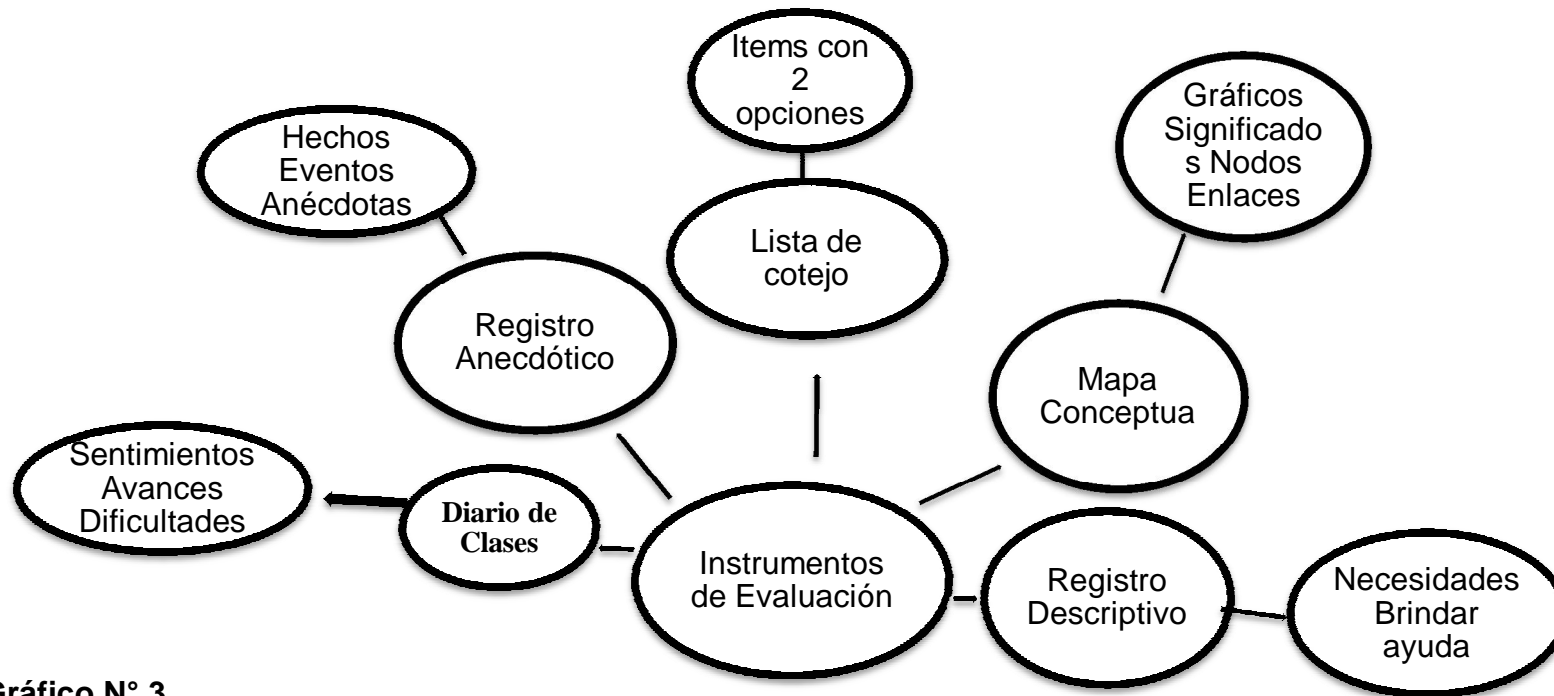 Items con
2
opciones
Gráficos
Significado
s Nodos
Enlaces
Hechos
Eventos
Anécdotas
Lista de
cotejo
Registro
Anecdótico
Mapa
Conceptua
Sentimientos
Avances
Dificultades
Diario de
Clases
Instrumentos
de Evaluación
Registro
Descriptivo
Necesidades
Brindar
ayuda
Gráfico N° 3